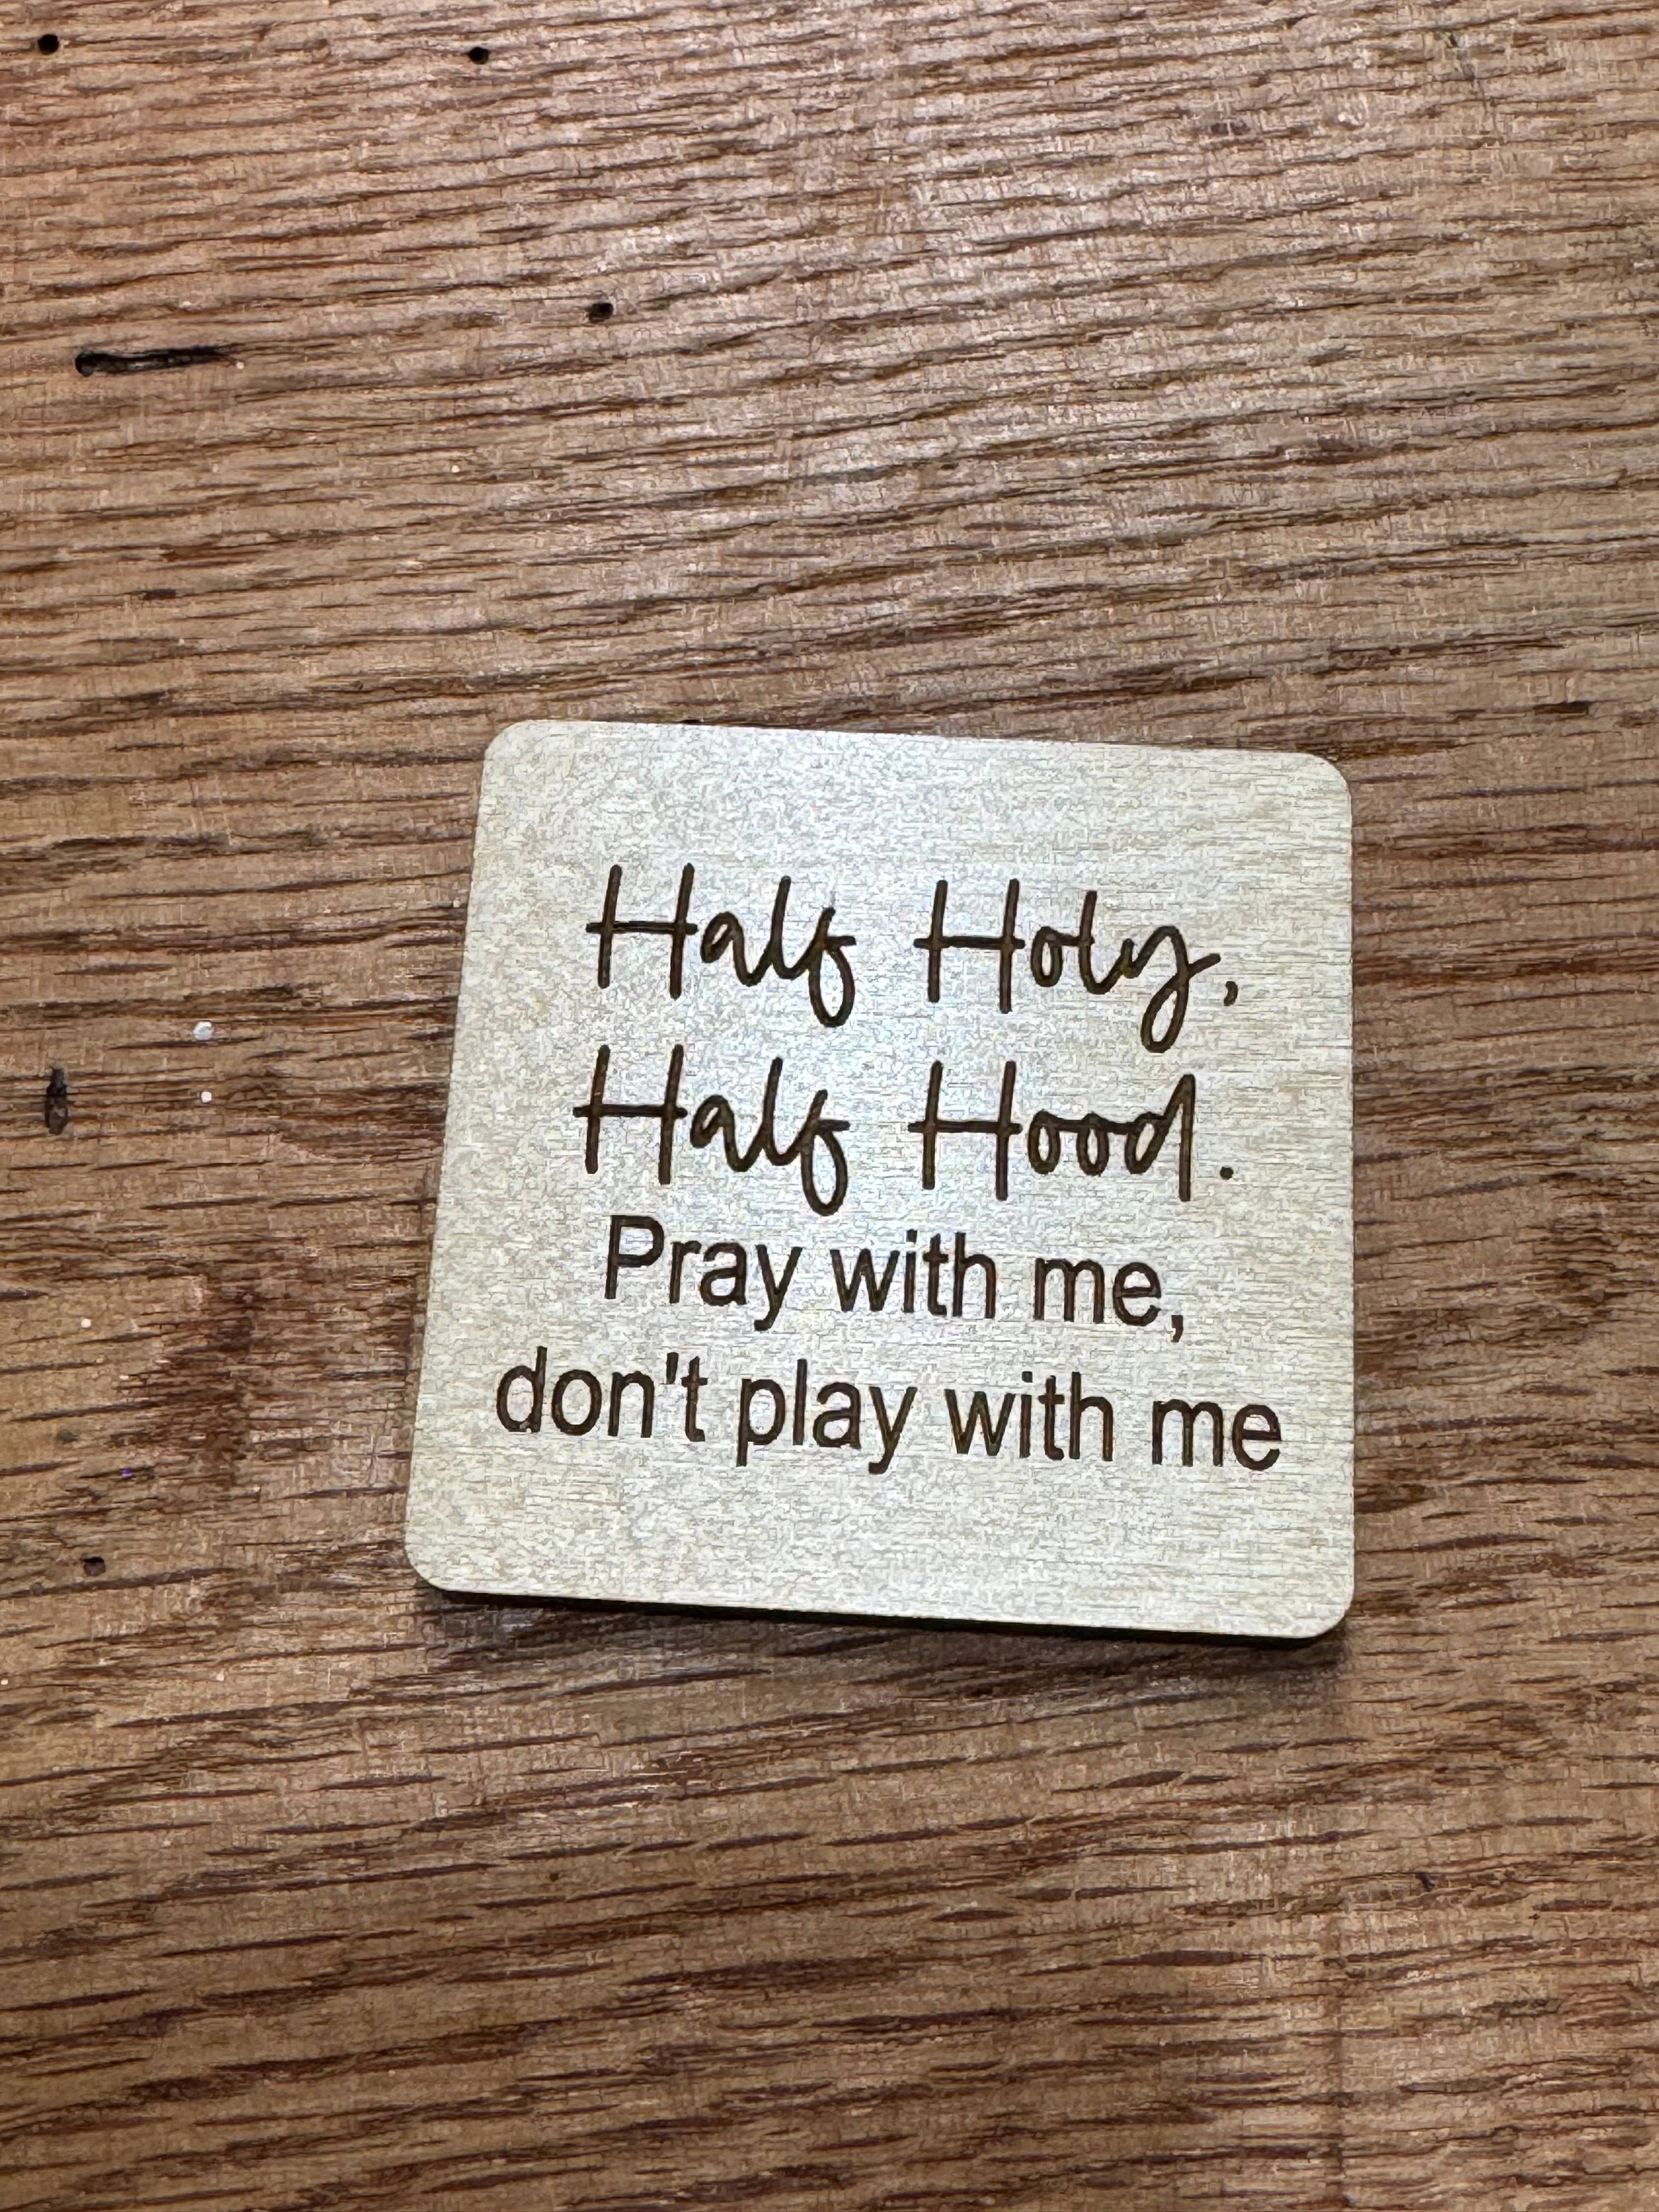 Half Holy,
Half Hood.
Pray with me,
don't play with me